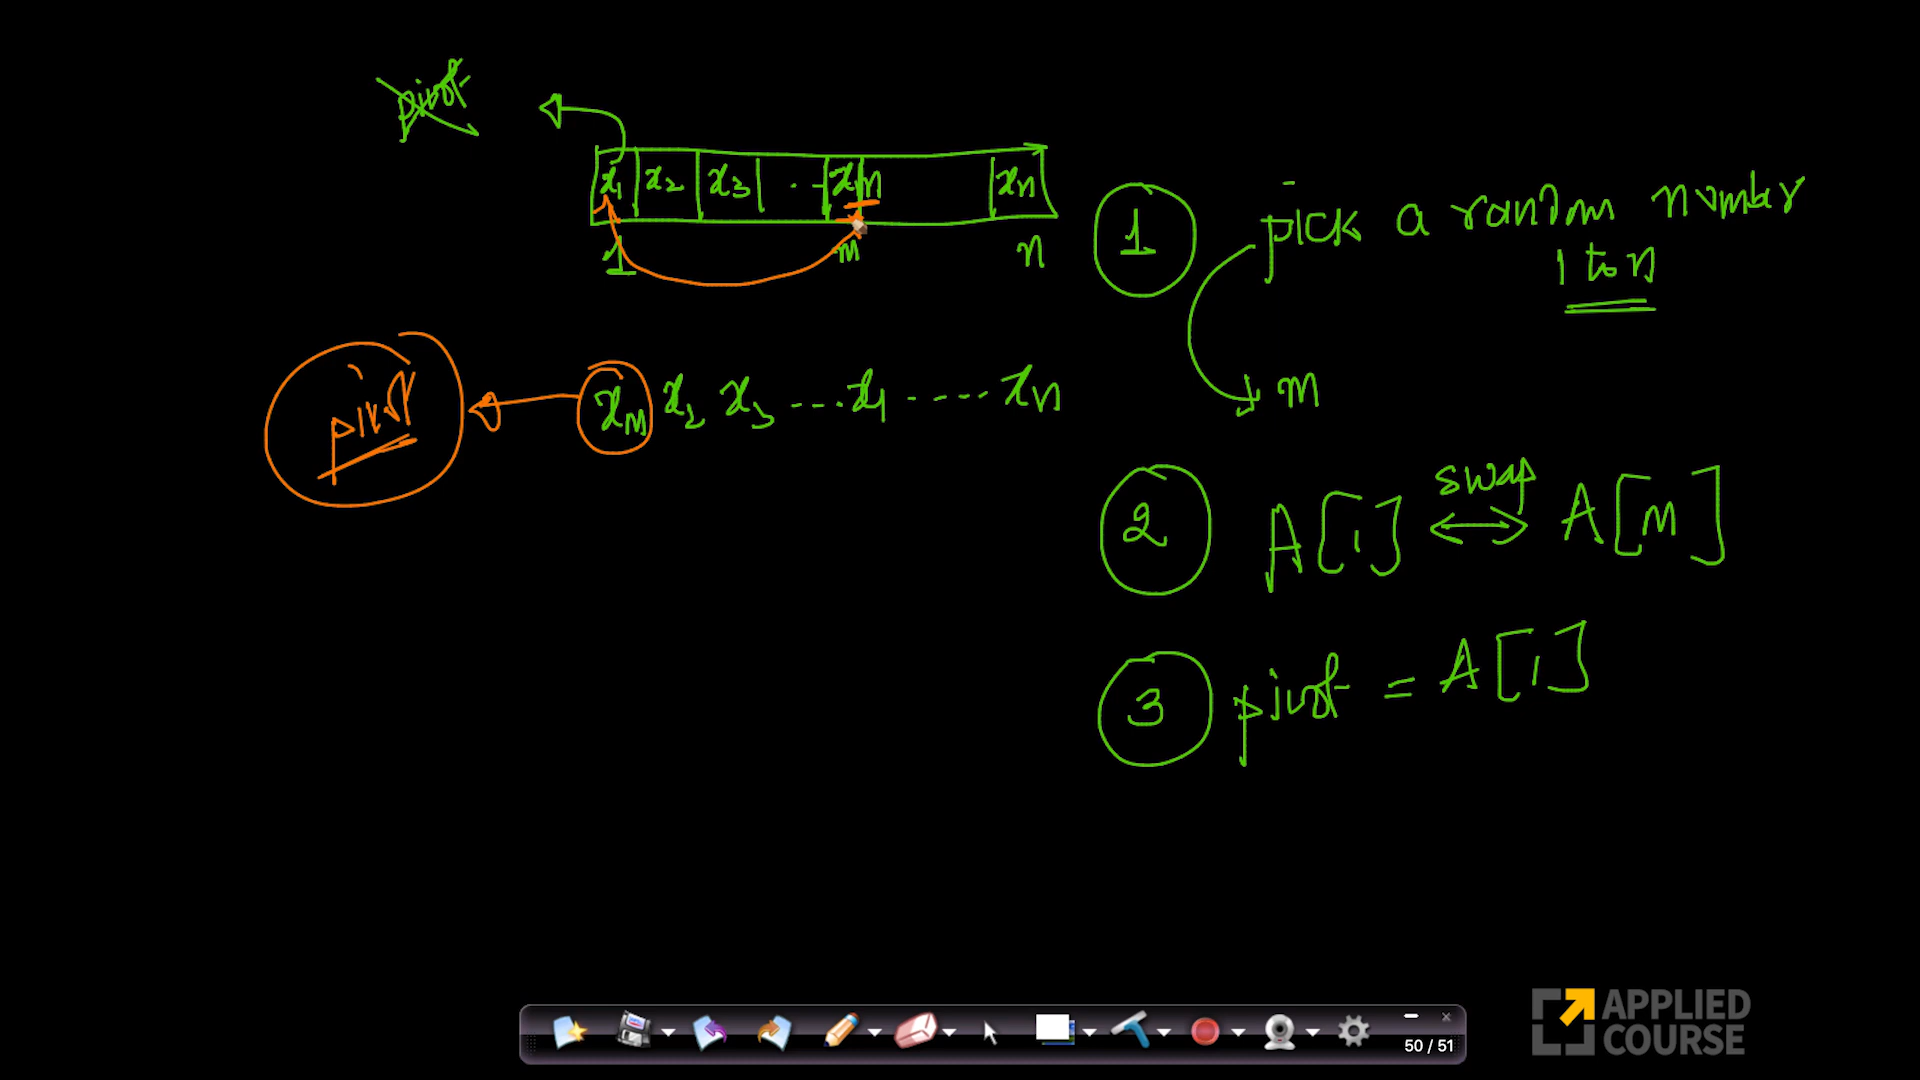 pivot
x1 x2 x3 .. xm xn
1 m n
pivot xm x2 x3 ... x1 ..... xn
1 pick a random number
1 to n
m
2 A[1] swap A[m]
3 pivot = A[1]
50 / 51
APPLIED
COURSE